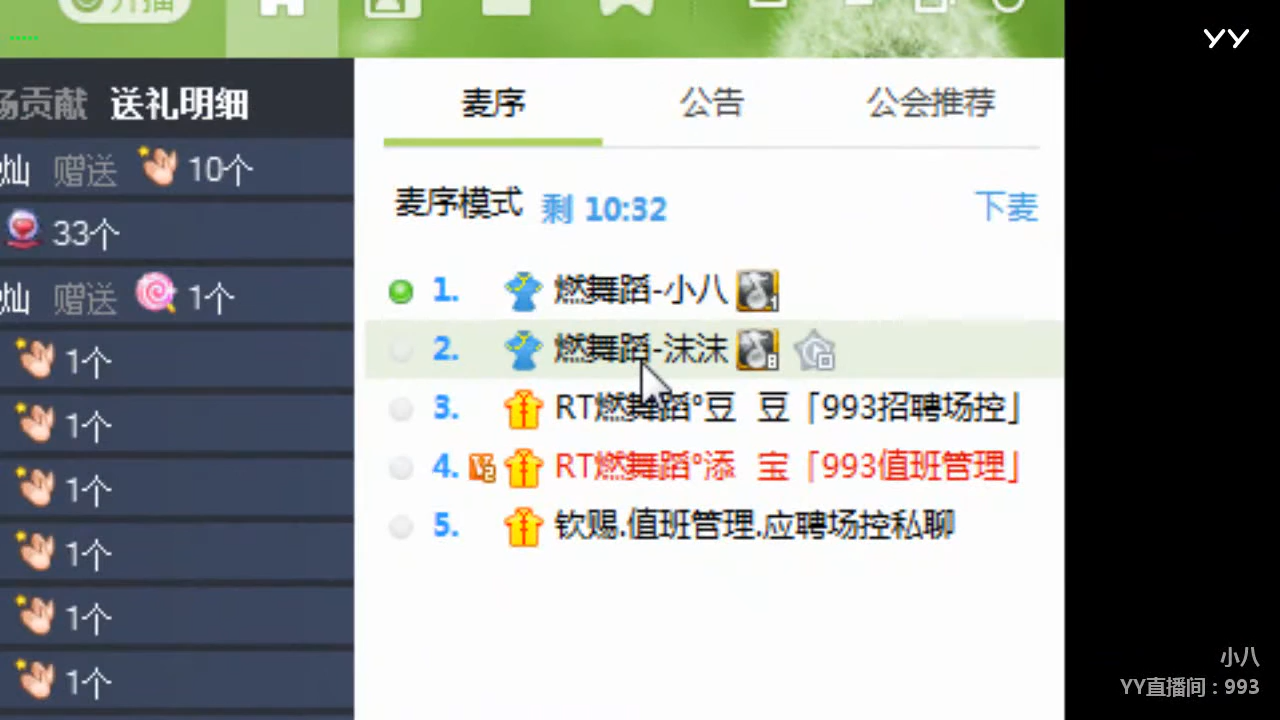 开播
YY
场贡献 送礼明细
麦序 公告 公会推荐
灿 赠送 10个
麦序模式 剩 10:32 下麦
33个
1. 燃舞蹈-小八
灿 赠送 1个
2. 燃舞蹈-沫沫
1个
3. RT燃舞蹈°豆 豆「993招聘场控」
1个
4. V2 RT燃舞蹈°添 宝「993值班管理」
1个
5. 钦赐.值班管理.应聘场控私聊
1个
1个
1个
小八
YY直播间：993